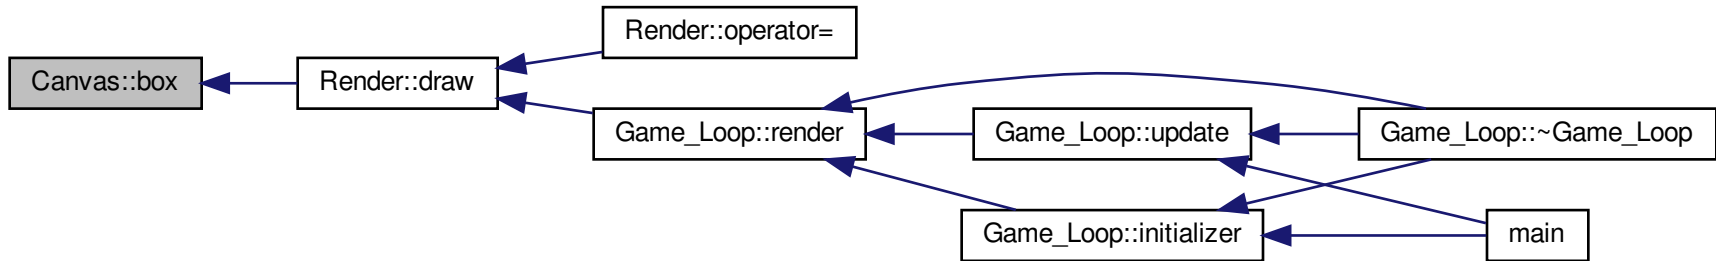 Render::operator=
Canvas::box
Render::draw
Game_Loop::render
Game_Loop::update
Game_Loop::~Game_Loop
Game_Loop::initializer
main